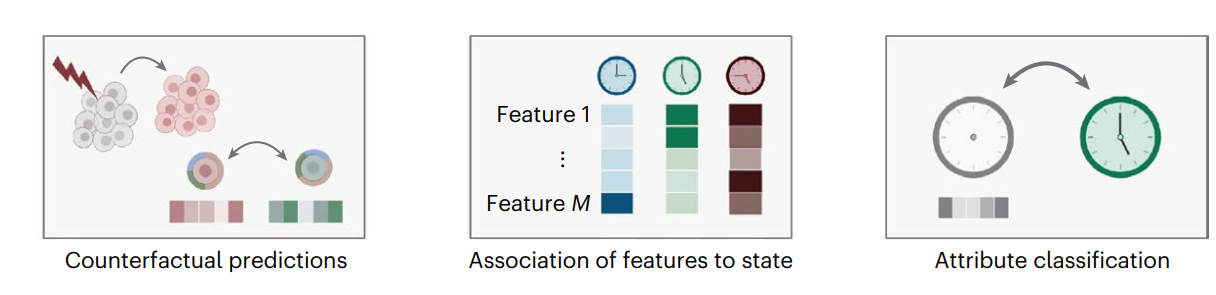 Feature 1
⋮
Feature M
Counterfactual predictions
Association of features to state
Attribute classification